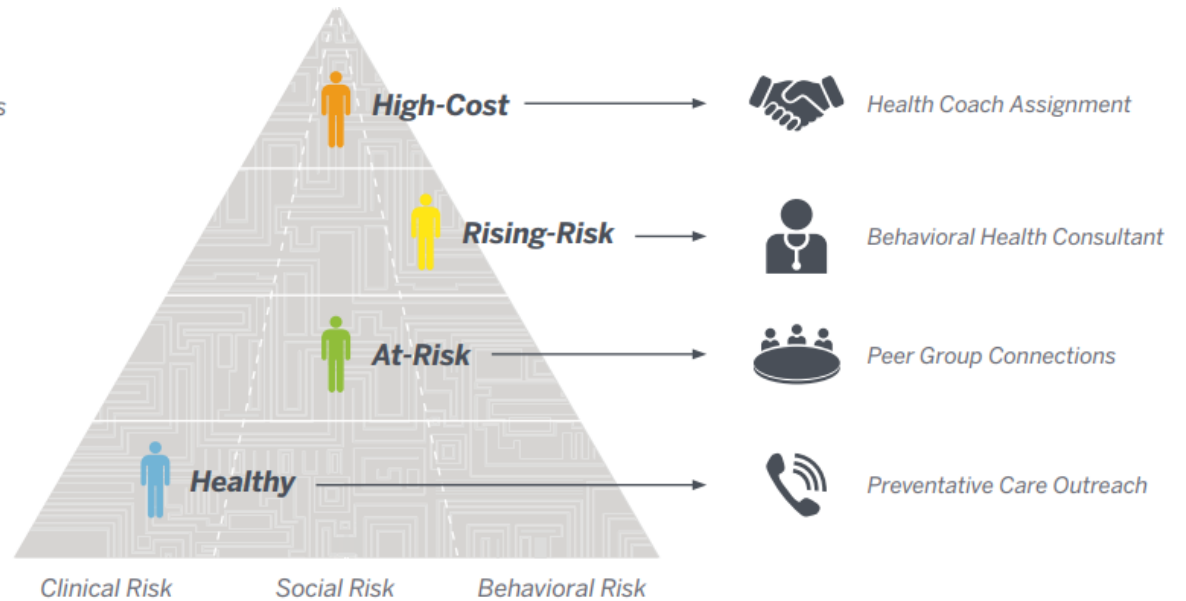 High-Cost
Health Coach Assignment
Rising-Risk
Behavioral Health Consultant
At-Risk
Peer Group Connections
Healthy
Preventative Care Outreach
Clinical Risk
Social Risk
Behavioral Risk